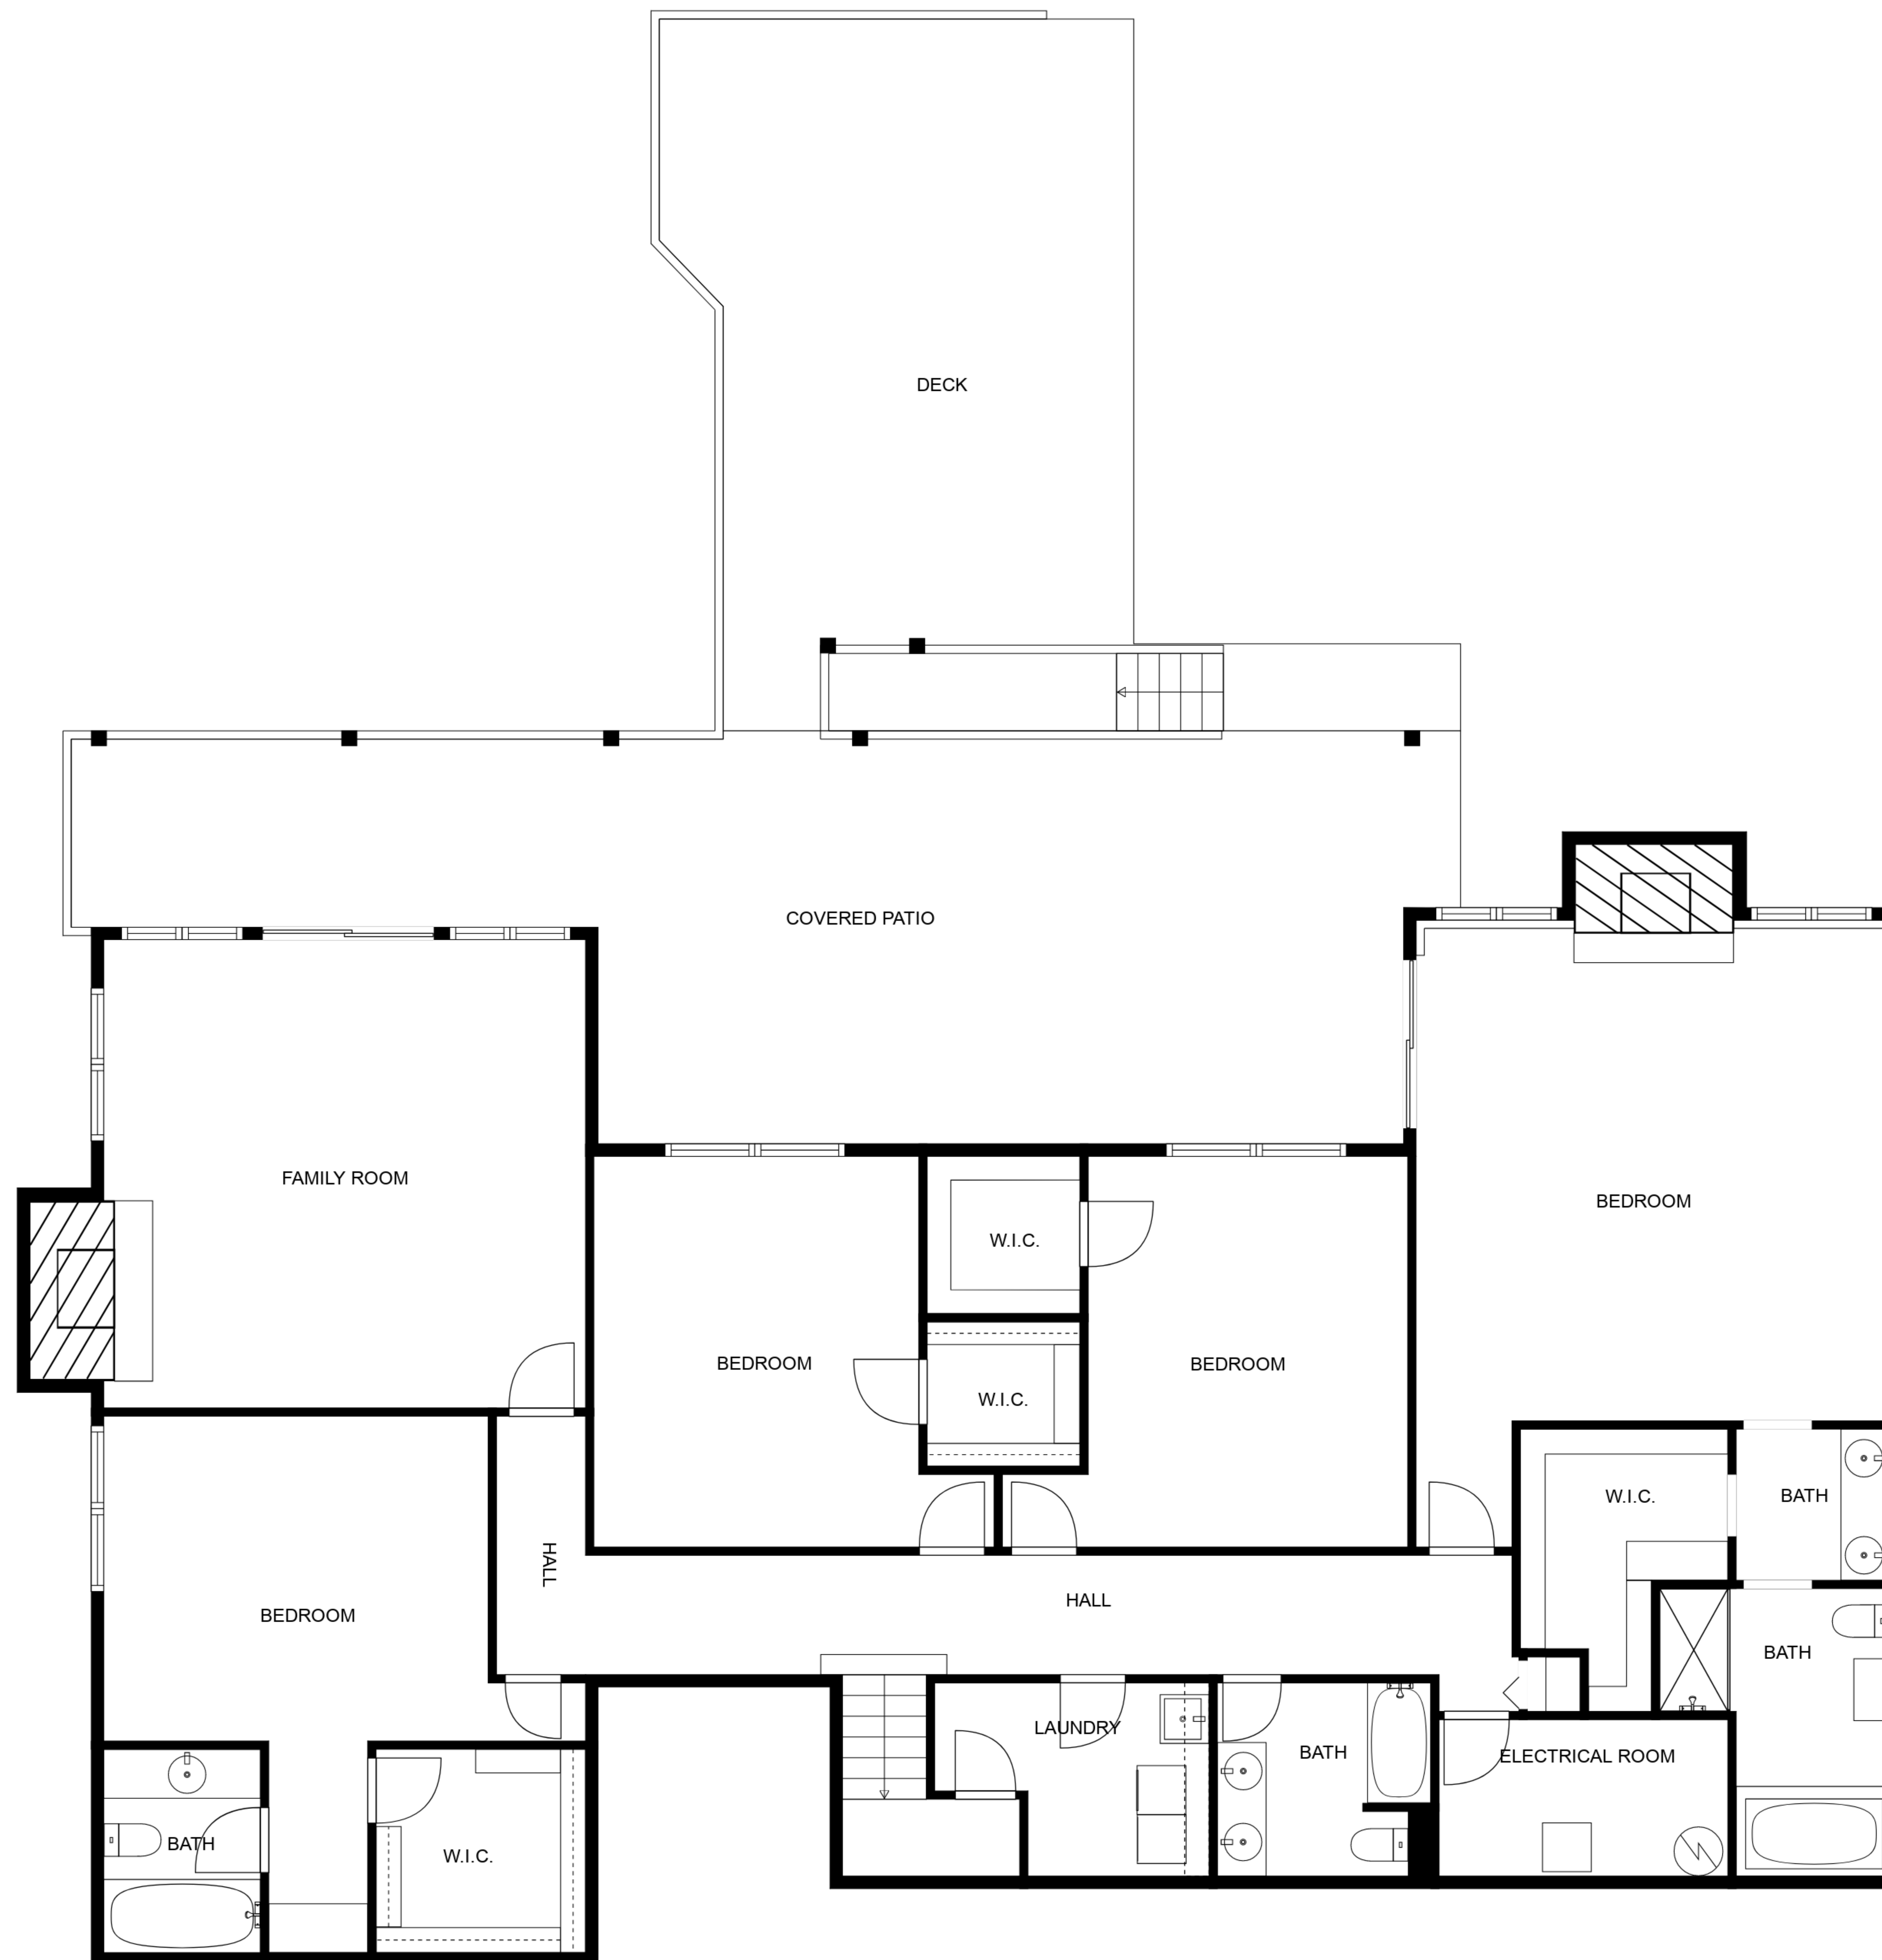 DECK
COVERED PATIO
FAMILY ROOM
BEDROOM
W.I.C.
BEDROOM
W.I.C.
BEDROOM
HALL
W.I.C.
BATH
HALL
BEDROOM
BATH
LAUNDRY
BATH
ELECTRICAL ROOM
BATH
W.I.C.